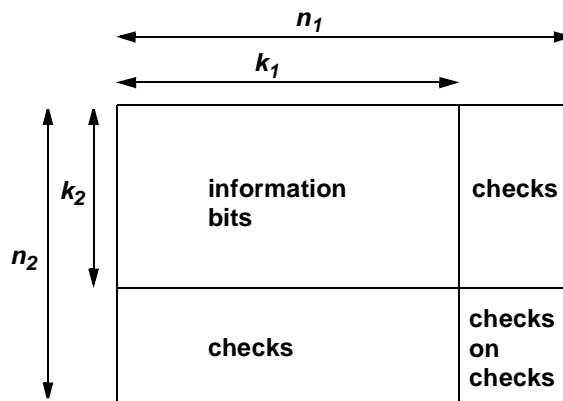 n1
k1
k2
n2
information
bits
checks
checks
checks
on
checks